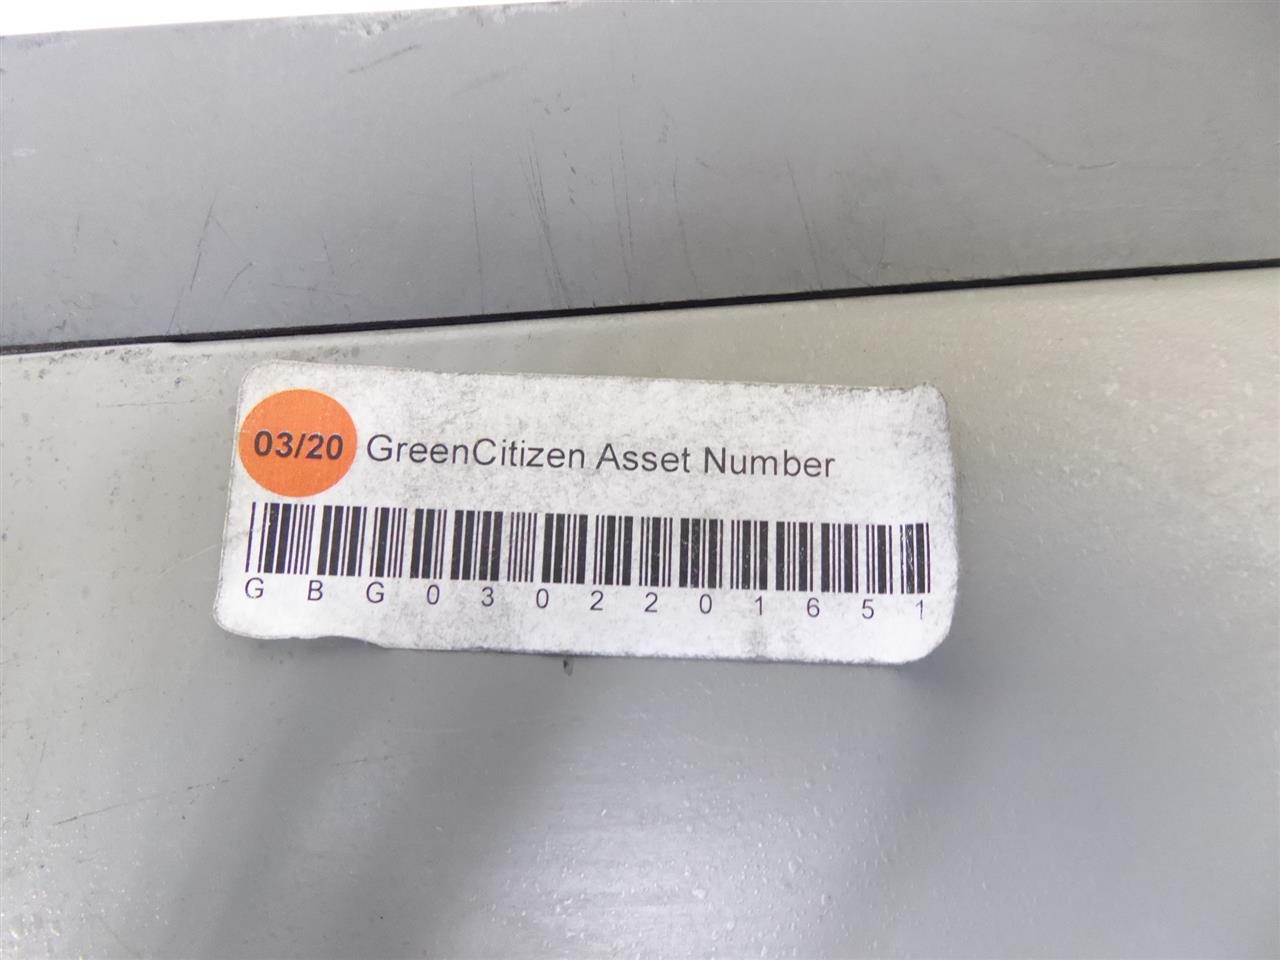 03/20 GreenCitizen Asset Number
G B G 0 3 0 2 2 0 1 6 5 1